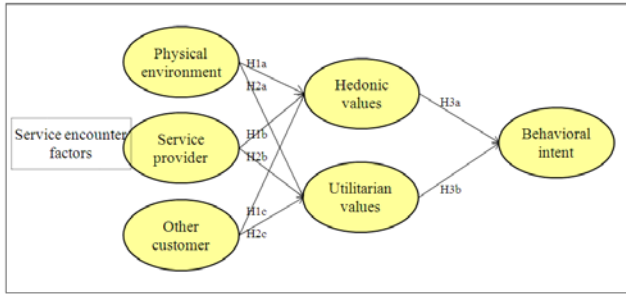 Physical
environment
Service encounter
factors
Service
provider
Other
customer
H1a
H2a
H1b
H2b
H1c
H2c
Hedonic
values
Utilitarian
values
H3a
H3b
Behavioral
intent